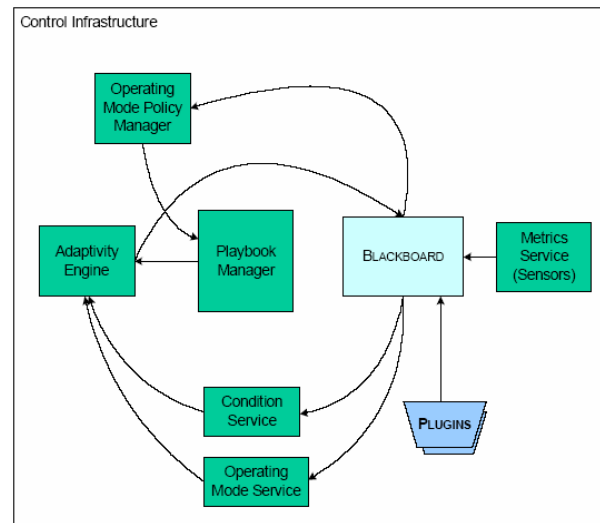 Control Infrastructure
Operating
Mode Policy
Manager
Adaptivity
Engine
Playbook
Manager
BLACKBOARD
Metrics
Service
(Sensors)
Condition
Service
PLUGINS
Operating
Mode Service